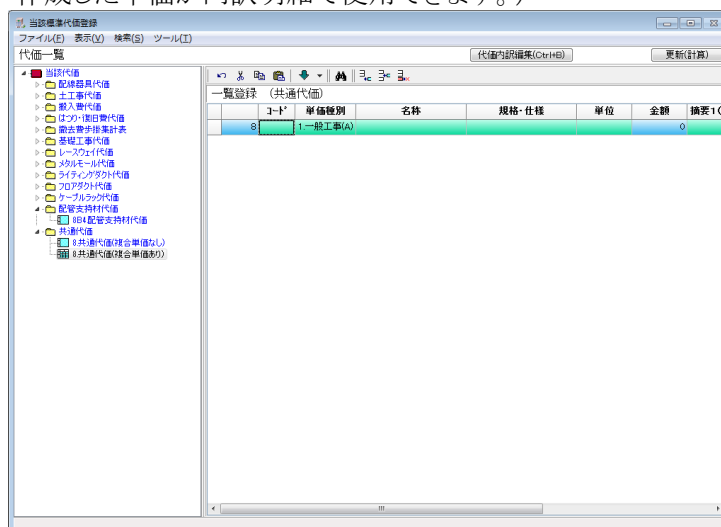 作成した単価が内訳明細で使用できます。)
当該標準代価登録
ファイル(F) 表示(V) 検索(S) ツール(T)
代価一覧
代価内訳編集(Ctrl+B)
更新(計算)
当該代価
配線器具代価
土工事代価
搬入費代価
はつり・復旧費代価
撤去費歩掛集計表
基礎工事代価
レースウェイ代価
メタルモール代価
ライティングダクト代価
フロアダクト代価
ケーブルラック代価
配管支持材代価
8B4.配管支持材代価
共通代価
8.共通代価(複合単価なし)
8.共通代価(複合単価あり)
一覧登録 (共通代価)
コード 単価種別 名称 規格・仕様 単位 金額 摘要1(
8 1.一般工事(A) 0